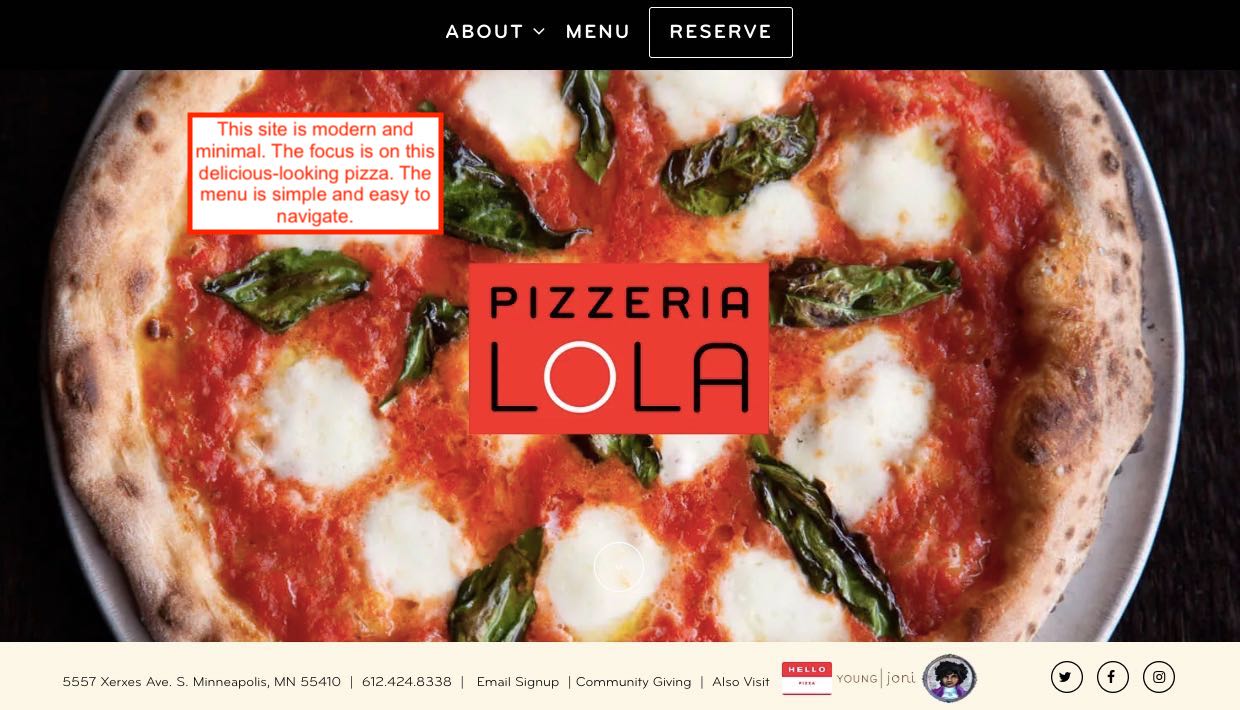 ABOUT MENU RESERVE
This site is modern and
minimal. The focus is on this
delicious-looking pizza. The
menu is simple and easy to
navigate.
PIZZERIA
LOLA
5557 Xerxes Ave. S. Minneapolis, MN 55410 | 612.424.8338 | Email Signup | Community Giving | Also Visit
HELLO
PIZZA
YOUNG | joni